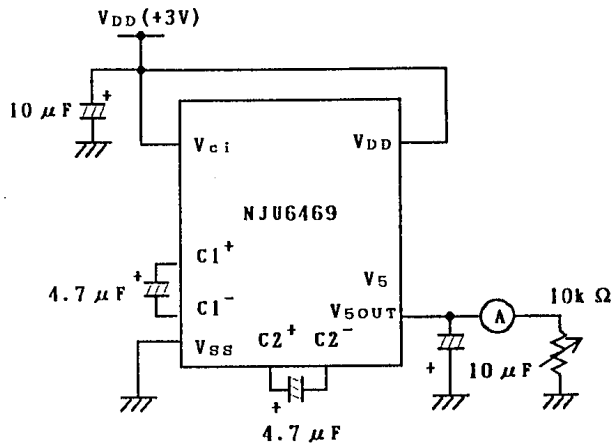 VDD (+3V)
+
10 μF
Vci
VDD
NJU6469
C1+
+
4.7 μF
C1-
V5
V5OUT
10k Ω
A
VSS
C2+
C2-
+
10 μF
+
4.7 μF